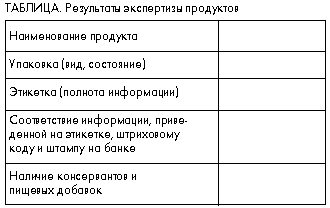 ТАБЛИЦА. Результаты экспертизы продуктов
Наименование продукта
Упаковка (вид, состояние)
Этикетка (полнота информации)
Соответствие информации, приве-
денной на этикетке, штриховому
коду и штампу на банке
Наличие консервантов и
пищевых добавок